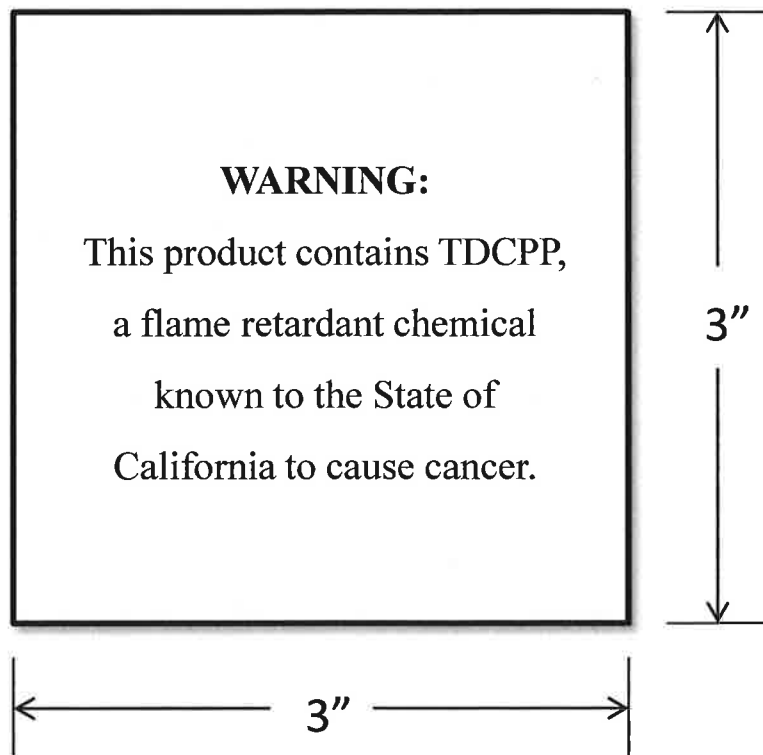 WARNING:
This product contains TDCPP,
a flame retardant chemical
known to the State of
California to cause cancer.
3”
3”